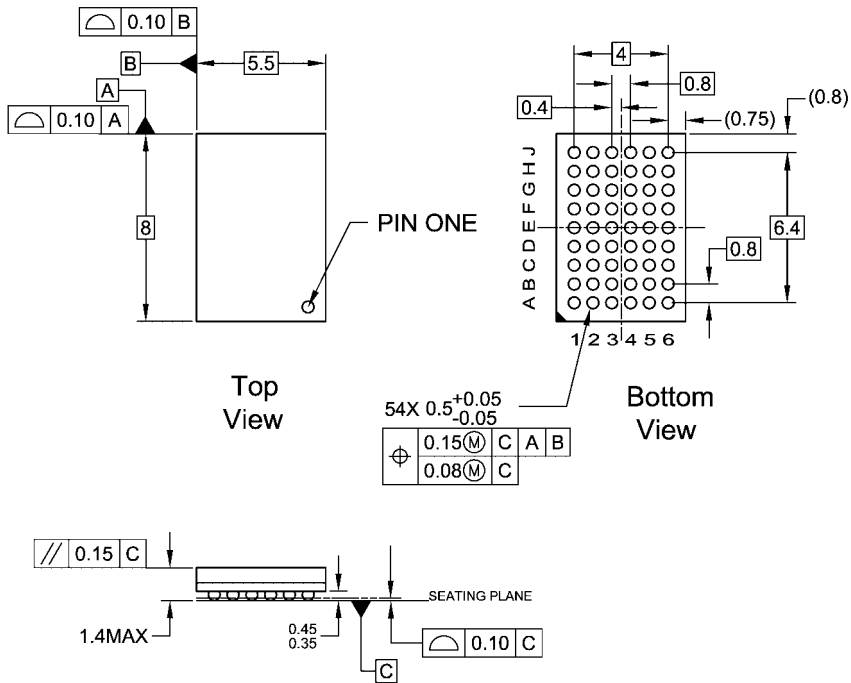 0.10 B
B
5.5
A
0.10 A
8
PIN ONE
Top
View
4
0.8
0.4
(0.75)
(0.8)
J
H
G
F
E
D
C
B
A
6.4
0.8
1 2 3 4 5 6
Bottom
View
54X 0.5 +0.05
-0.05
0.15 Ⓜ C A B
0.08 Ⓜ C
// 0.15 C
1.4MAX
0.45
0.35
SEATING PLANE
0.10 C
C